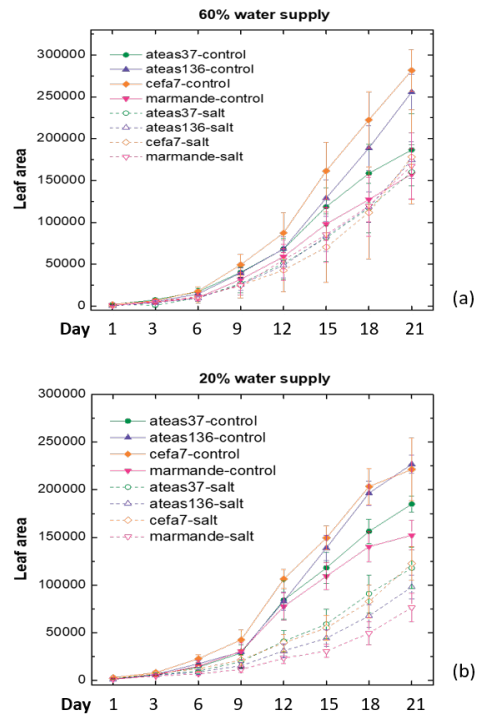 60% water supply
300000
250000
200000
150000
100000
50000
0
Leaf area
ateas37-control
ateas136-control
cefa7-control
marmande-control
ateas37-salt
ateas136-salt
cefa7-salt
marmande-salt
(a)
Day 1 3 6 9 12 15 18 21
20% water supply
300000
250000
200000
150000
100000
50000
0
Leaf area
ateas37-control
ateas136-control
cefa7-control
marmande-control
ateas37-salt
ateas136-salt
cefa7-salt
marmande-salt
(b)
Day 1 3 6 9 12 15 18 21